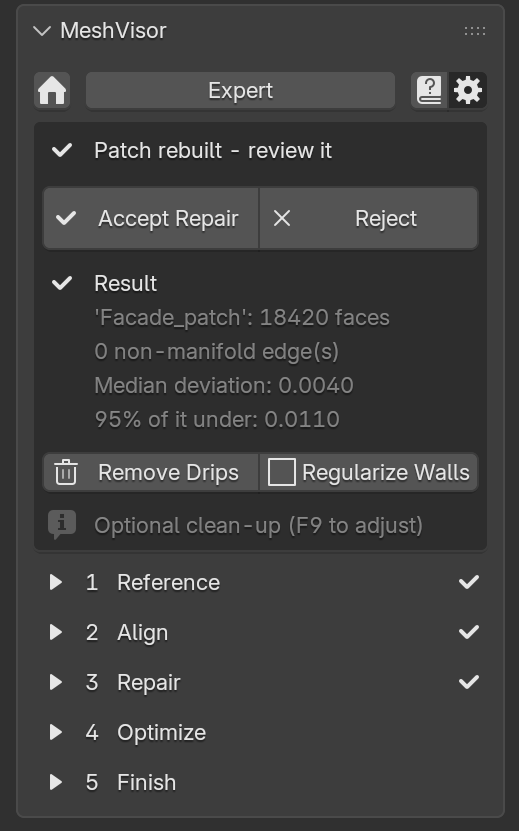 MeshVisor
Expert
Patch rebuilt - review it
Accept Repair Reject
Result
'Facade_patch': 18420 faces
0 non-manifold edge(s)
Median deviation: 0.0040
95% of it under: 0.0110
Remove Drips Regularize Walls
Optional clean-up (F9 to adjust)
1 Reference
2 Align
3 Repair
4 Optimize
5 Finish